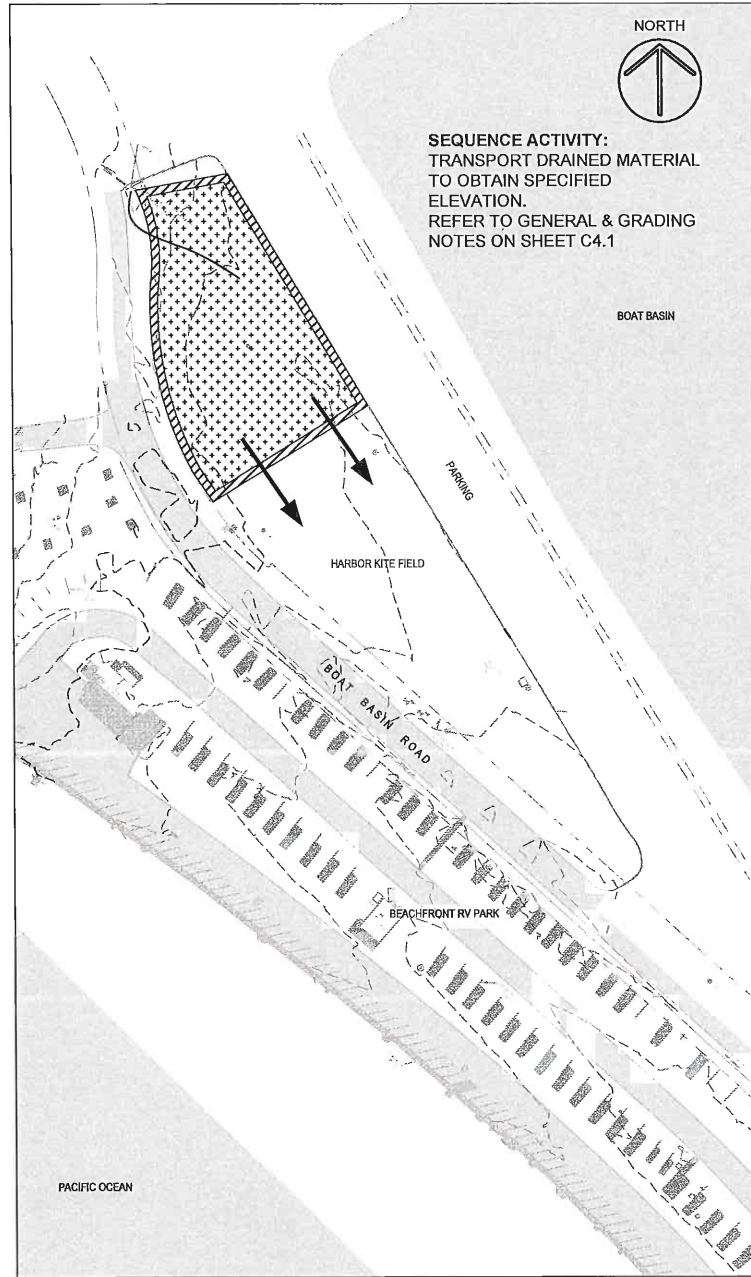 NORTH
SEQUENCE ACTIVITY:
TRANSPORT DRAINED MATERIAL
TO OBTAIN SPECIFIED
ELEVATION.
REFER TO GENERAL & GRADING
NOTES ON SHEET C4.1
BOAT BASIN
PARKING
HARBOR KITE FIELD
BOAT BASIN ROAD
BEACHFRONT RV PARK
PACIFIC OCEAN